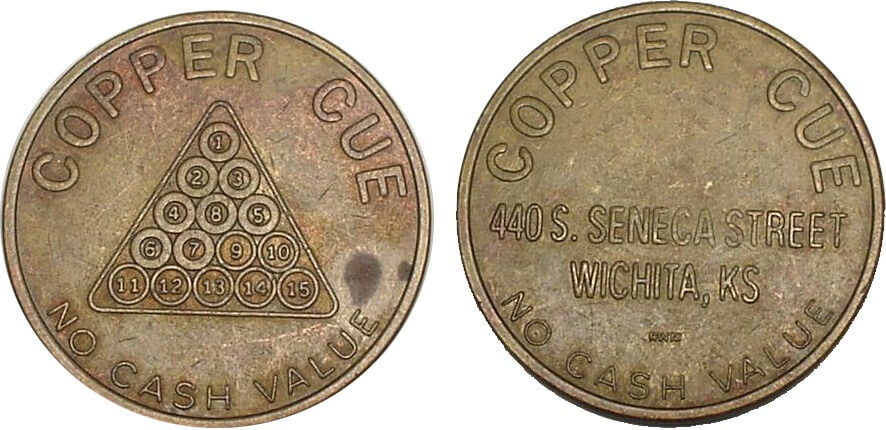 COPPER CUE
1
2 3
4 8 5
6 7 9 10
11 12 13 14 15
NO CASH VALUE
COPPER CUE
440 S. SENECA STREET
WICHITA, KS
NO CASH VALUE